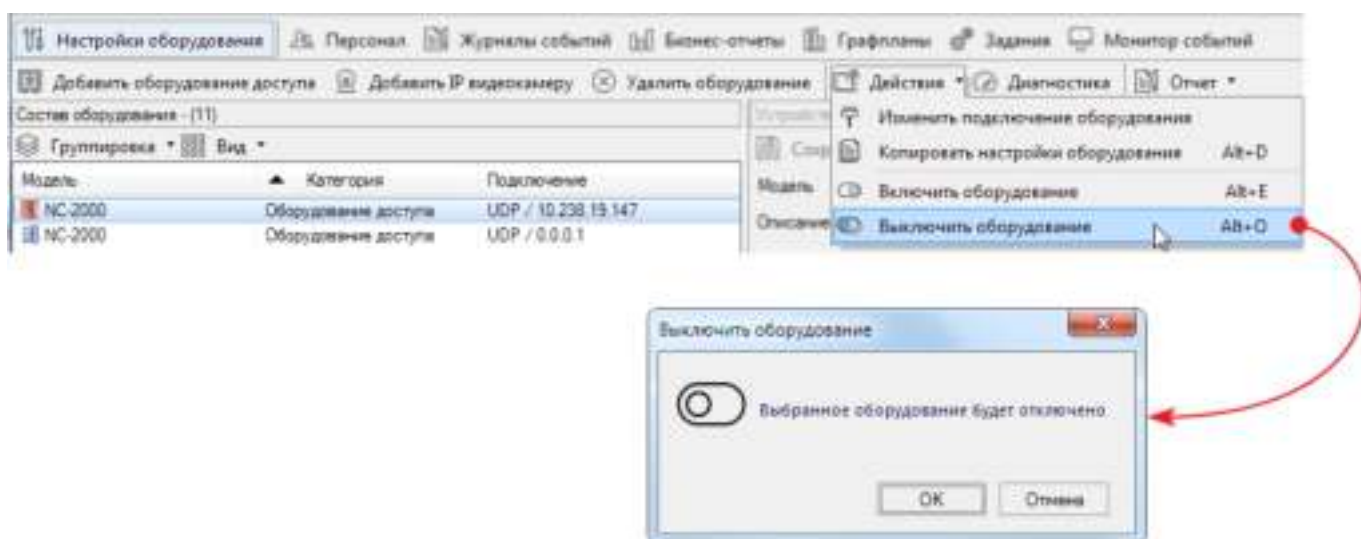 Настройки оборудования Персонал Журналы событий Бизнес-отчеты Графпланы Задания Монитор событий
Добавить оборудование доступа Добавить IP видеокамеру Удалить оборудование Действия Диагностика Отчет
Состав оборудования - (11)
Группировка Вид
Модель Категория Подключение
NC-2000 Оборудование доступа UDP / 10.238.19.147
NC-2000 Оборудование доступа UDP / 0.0.0.1
Модель
Описание
Изменить подключение оборудования
Копировать настройки оборудования Alt+D
Включить оборудование Alt+E
Выключить оборудование Alt+O
Выключить оборудование
Выбранное оборудование будет отключено
OK Отмена